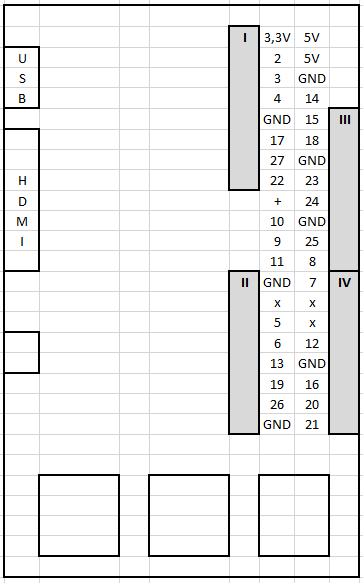 I 3,3V 5V
U 2 5V
S 3 GND
B 4 14
GND 15 III
17 18
27 GND
H 22 23
D + 24
M 10 GND
I 9 25
11 8
II GND 7 IV
x x
5 x
6 12
13 GND
19 16
26 20
GND 21